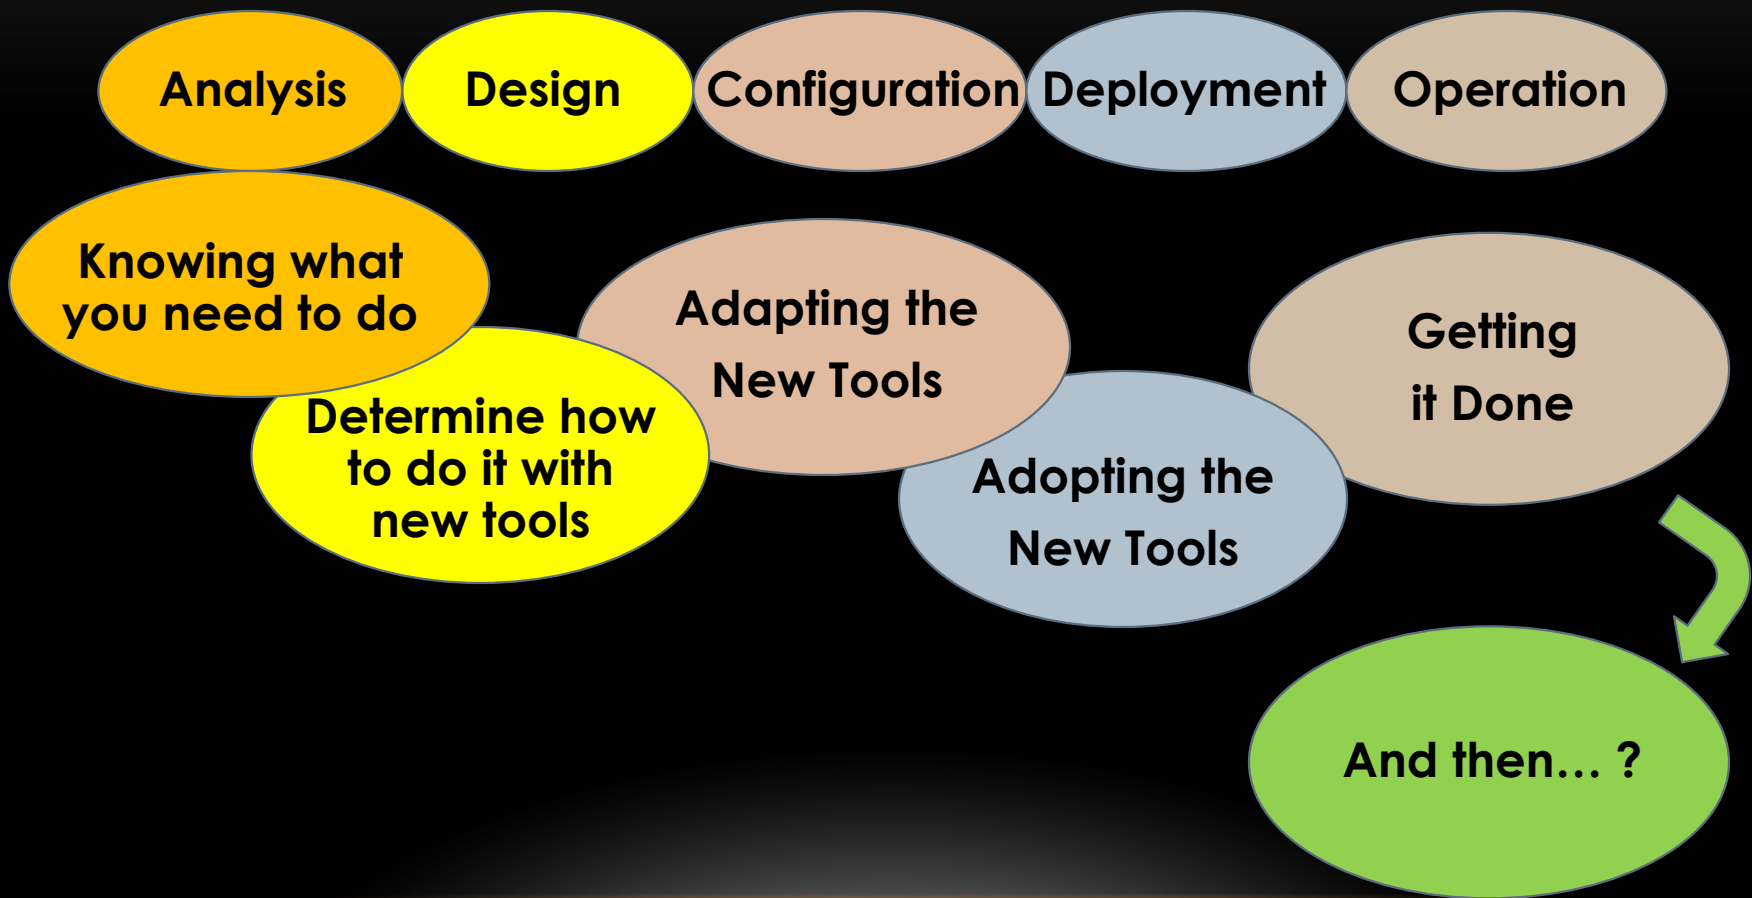 Analysis
Design
Configuration
Deployment
Operation
Knowing what
you need to do
Determine how
to do it with
new tools
Adapting the
New Tools
Adopting the
New Tools
Getting
it Done
And then... ?